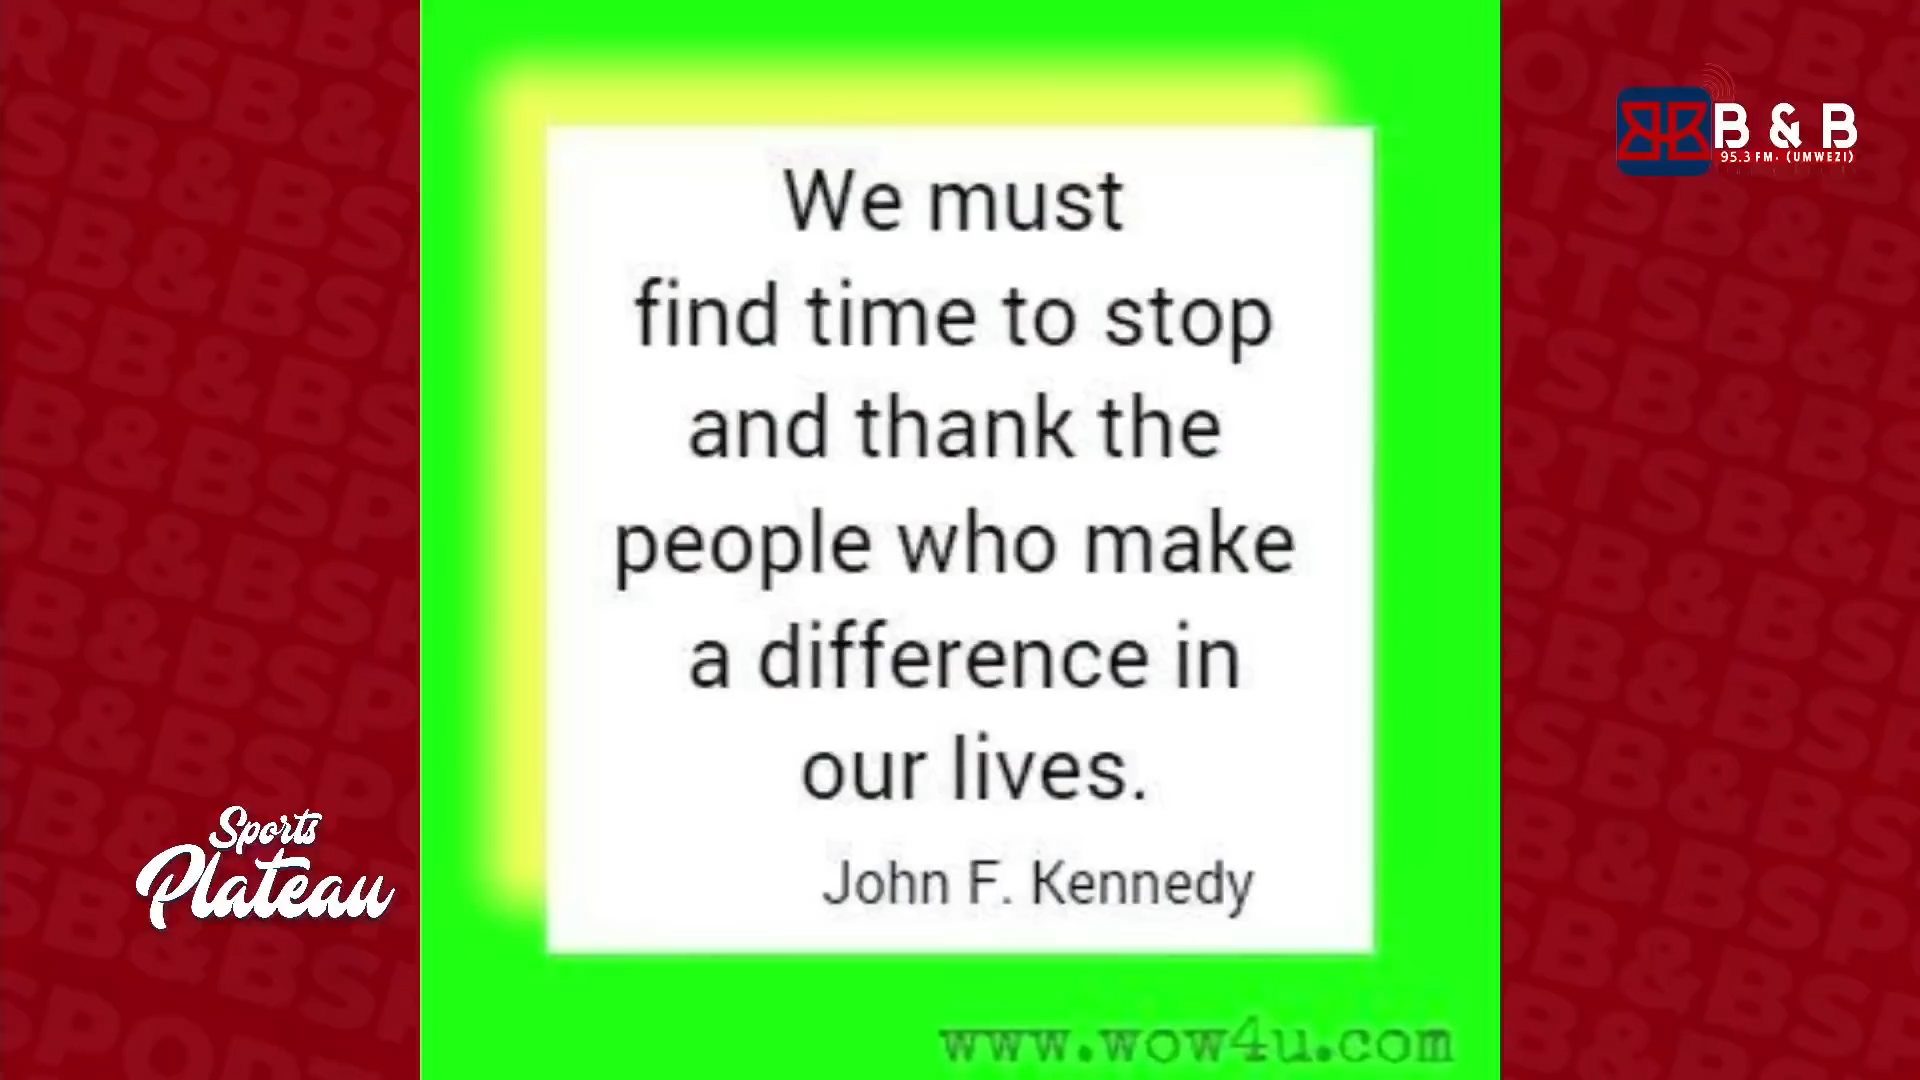 We must
find time to stop
and thank the
people who make
a difference in
our lives.
John F. Kennedy
www.wow4u.com
B & B
95.3 FM. (UMWEZI)
Sports
Plateau